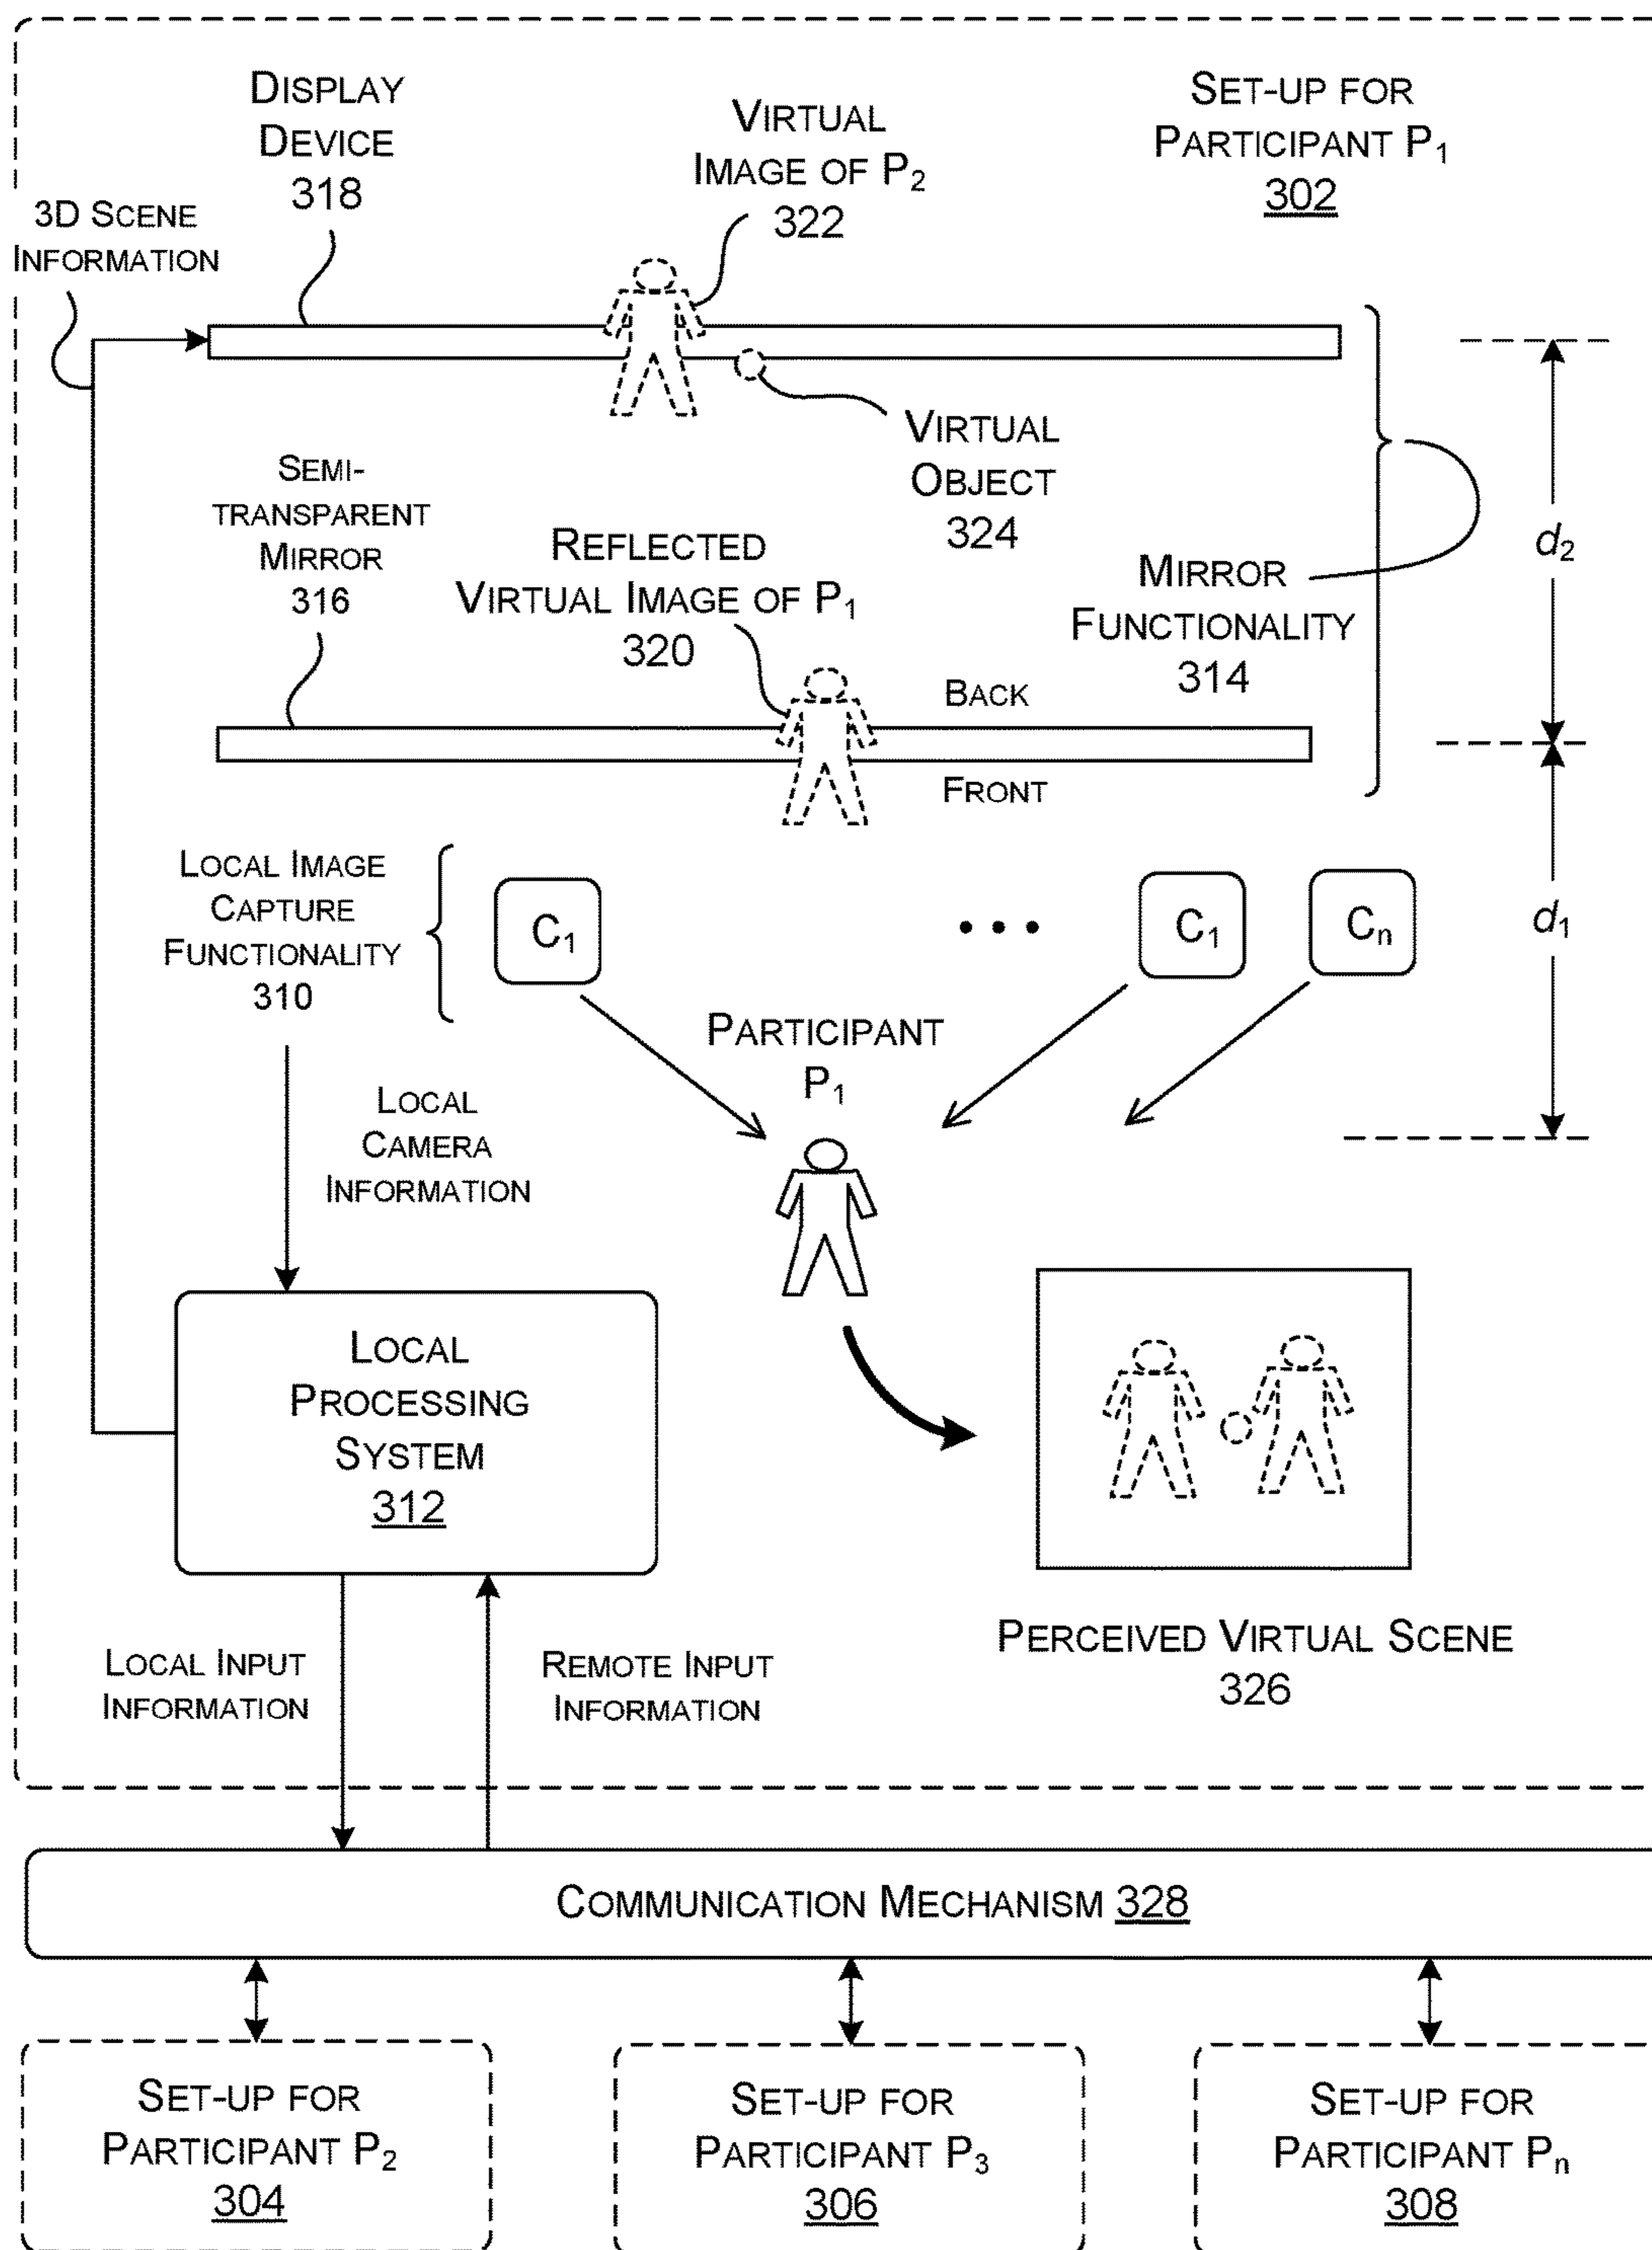 DISPLAY
DEVICE
318
VIRTUAL
IMAGE OF P2
322
SET-UP FOR
PARTICIPANT P1
302
3D SCENE
INFORMATION
VIRTUAL
OBJECT
324
SEMI-
TRANSPARENT
MIRROR
316
REFLECTED
VIRTUAL IMAGE OF P1
320
MIRROR
FUNCTIONALITY
314
d2
BACK
FRONT
LOCAL IMAGE
CAPTURE
FUNCTIONALITY
310
C1
• • •
C1
Cn
d1
PARTICIPANT
P1
LOCAL
CAMERA
INFORMATION
LOCAL
PROCESSING
SYSTEM
312
PERCEIVED VIRTUAL SCENE
326
LOCAL INPUT
INFORMATION
REMOTE INPUT
INFORMATION
COMMUNICATION MECHANISM 328
SET-UP FOR
PARTICIPANT P2
304
SET-UP FOR
PARTICIPANT P3
306
SET-UP FOR
PARTICIPANT Pn
308